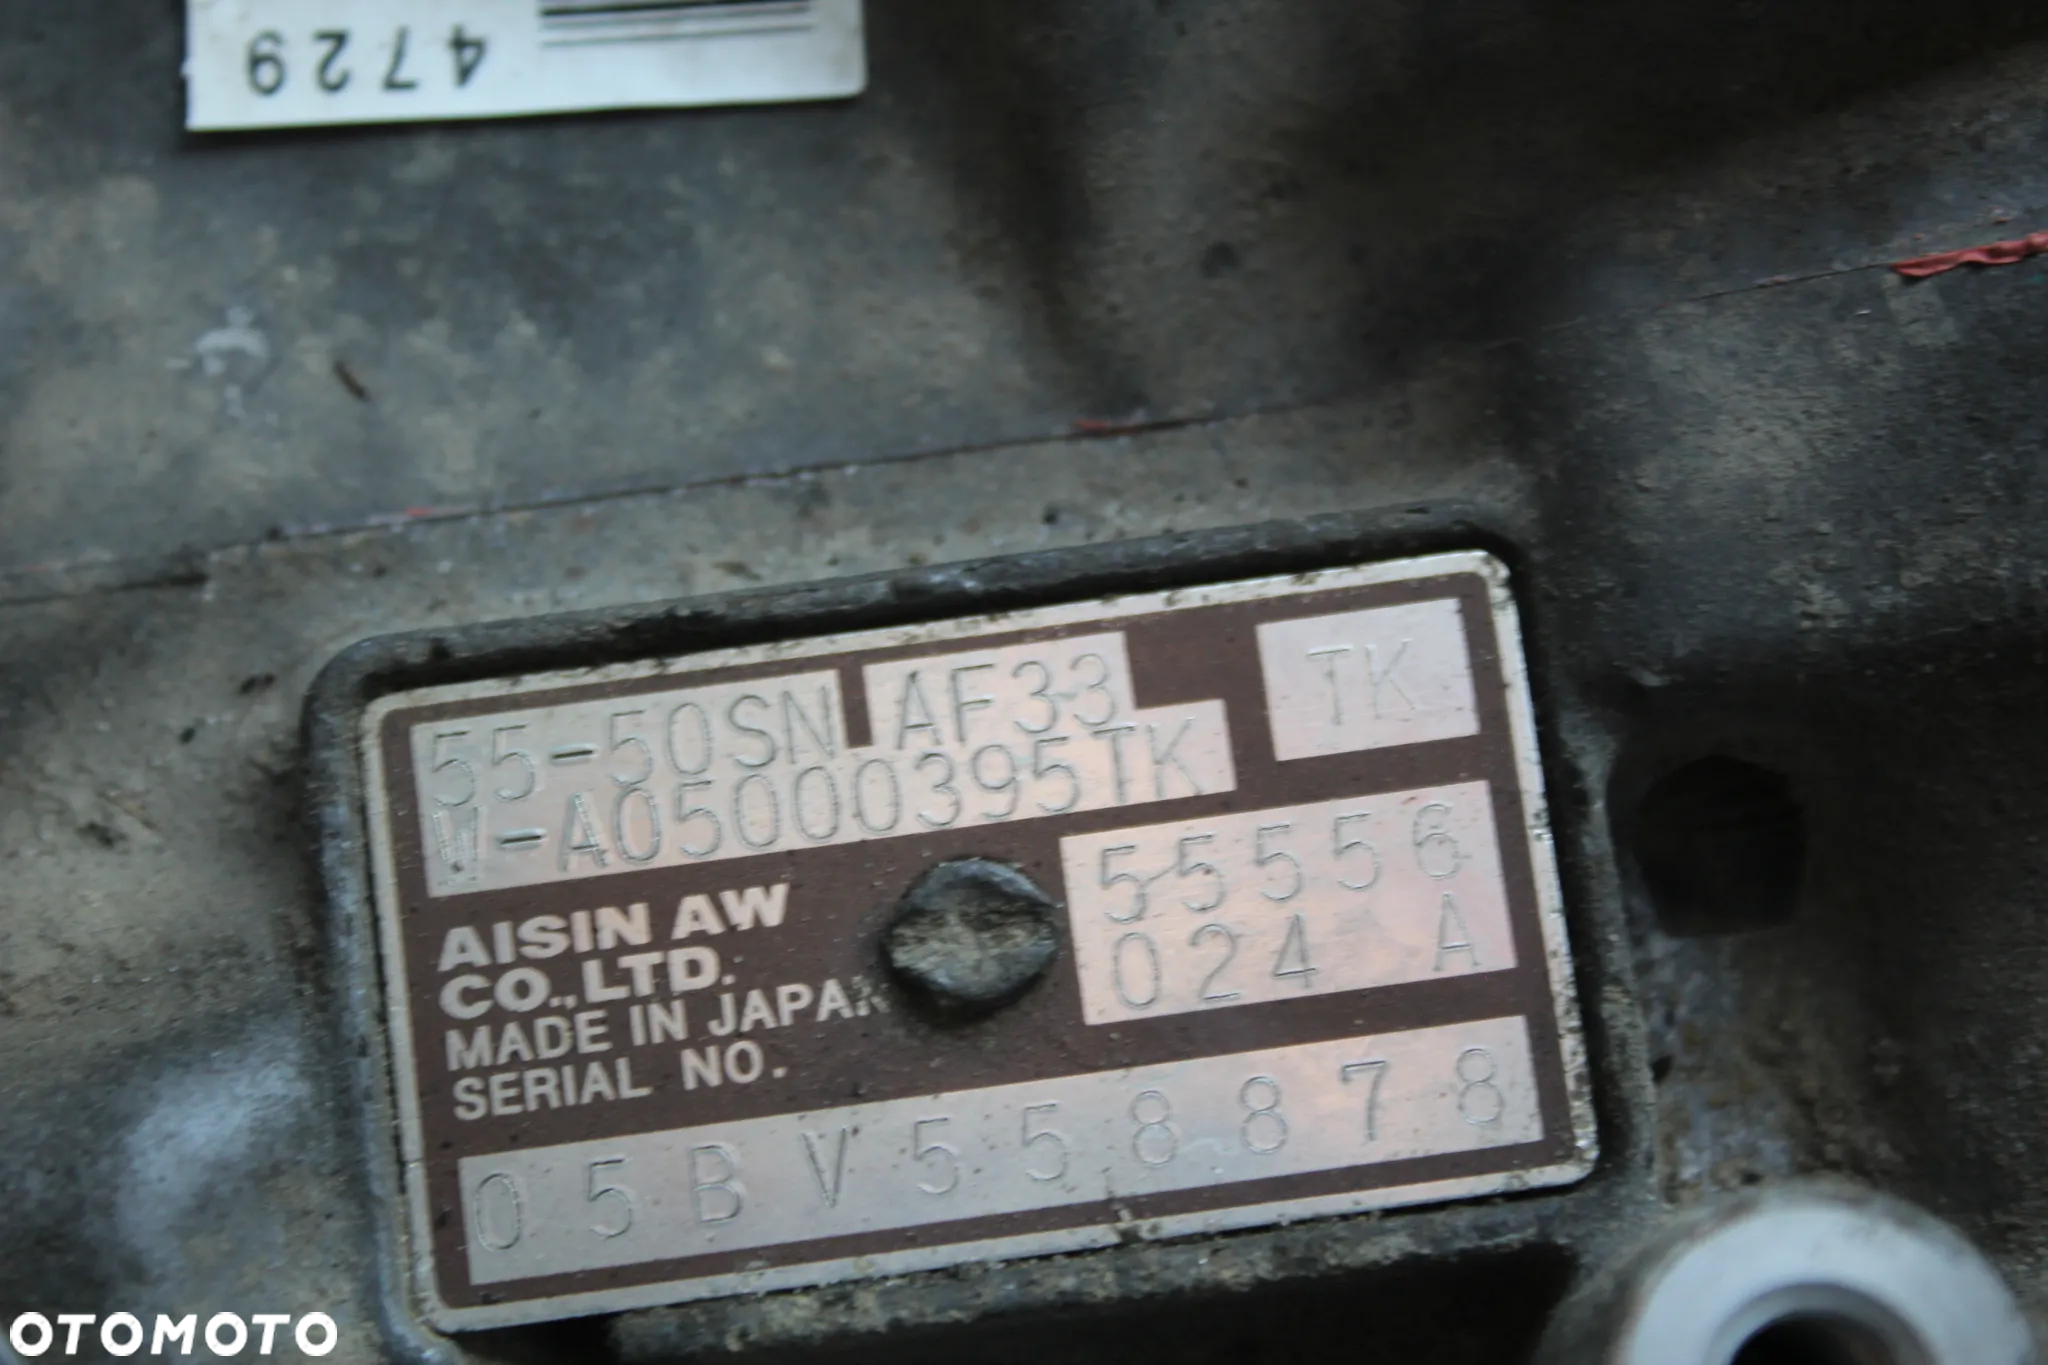 4729
55-50SN AF33 TK
W-A05000395TK
55556
024 A
AISIN AW
CO., LTD.
MADE IN JAPAN
SERIAL NO.
05BV558878
OTOMOTO